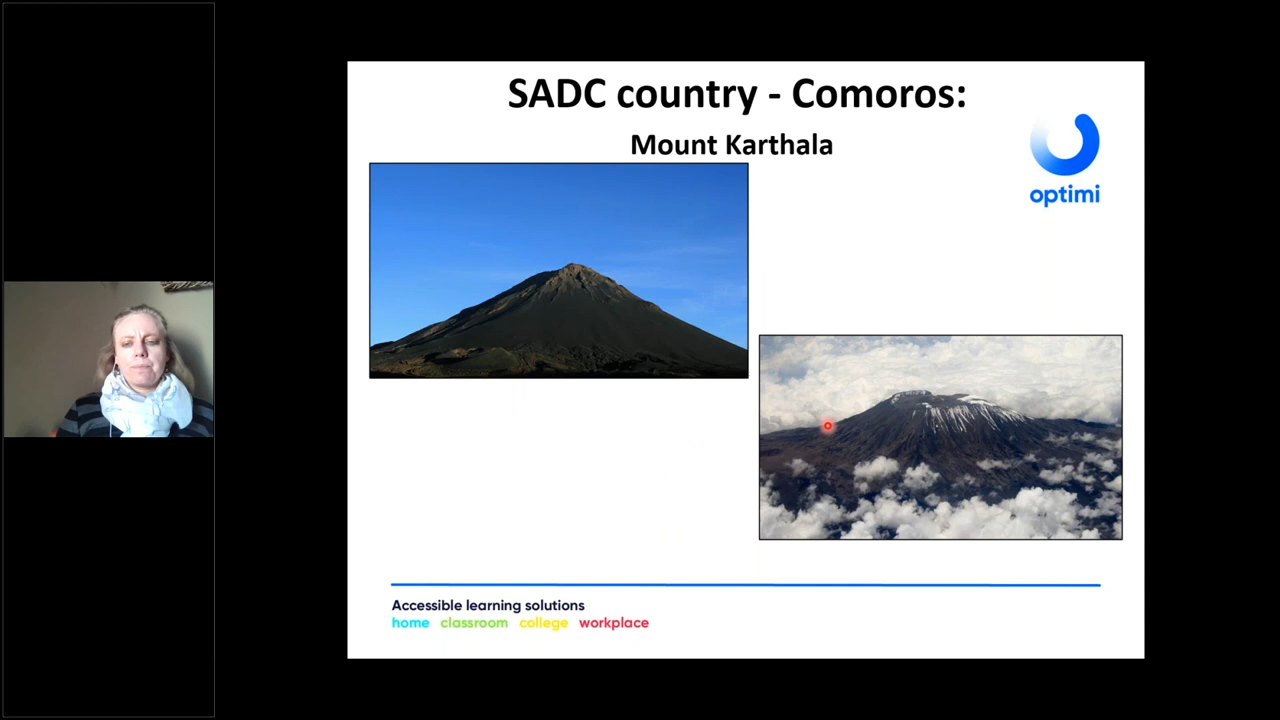 SADC country - Comoros:
Mount Karthala
optimi
Accessible learning solutions
home classroom college workplace